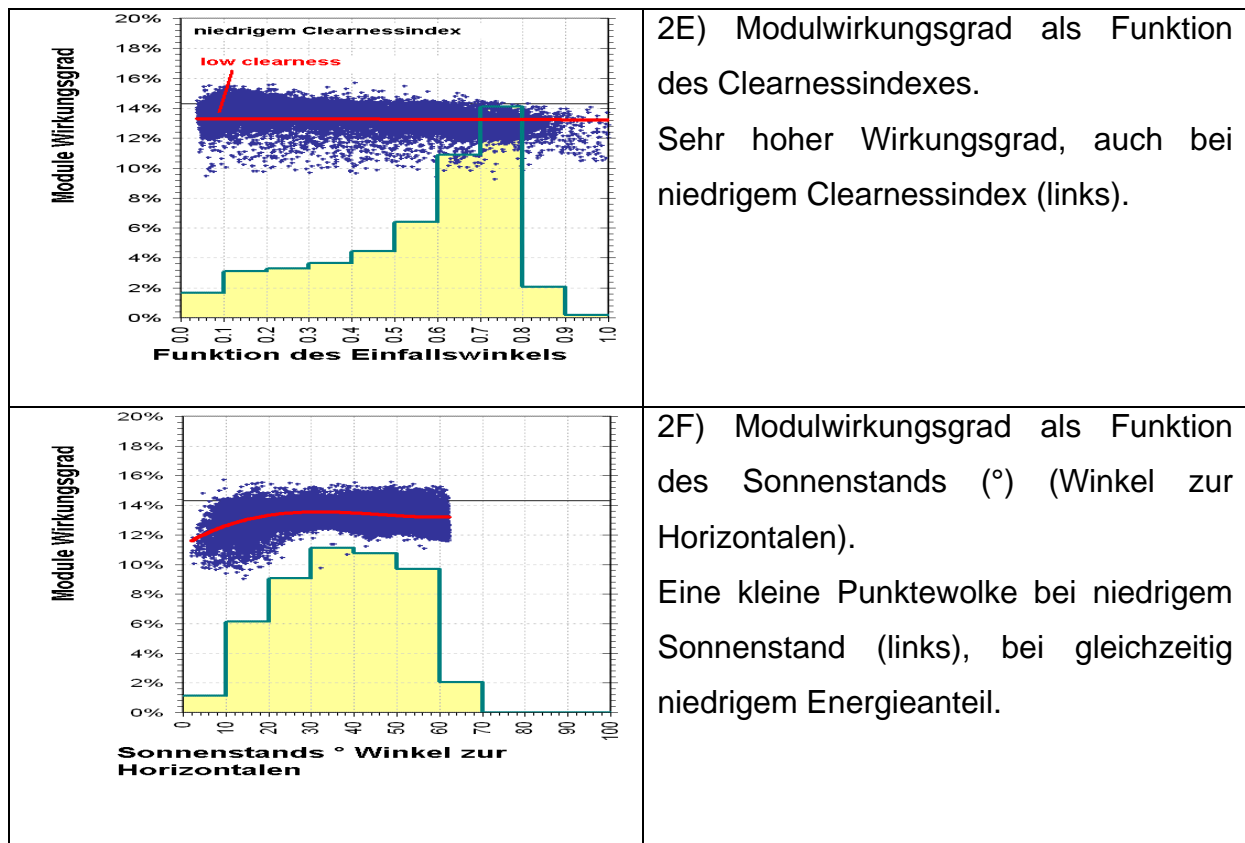 20%
18%
16%
14%
12%
10%
8%
6%
4%
2%
0%
Module Wirkungsgrad
niedrigem Clearnessindex
low clearness
0.0
0.1
0.2
0.3
0.4
0.5
0.6
0.7
0.8
0.9
1.0
Funktion des Einfallswinkels
2E) Modulwirkungsgrad als Funktion
des Clearnessindexes.
Sehr hoher Wirkungsgrad, auch bei
niedrigem Clearnessindex (links).
20%
18%
16%
14%
12%
10%
8%
6%
4%
2%
0%
Module Wirkungsgrad
0
10
20
30
40
50
60
70
80
90
100
Sonnenstands ° Winkel zur
Horizontalen
2F) Modulwirkungsgrad als Funktion
des Sonnenstands (°) (Winkel zur
Horizontalen).
Eine kleine Punktewolke bei niedrigem
Sonnenstand (links), bei gleichzeitig
niedrigem Energieanteil.